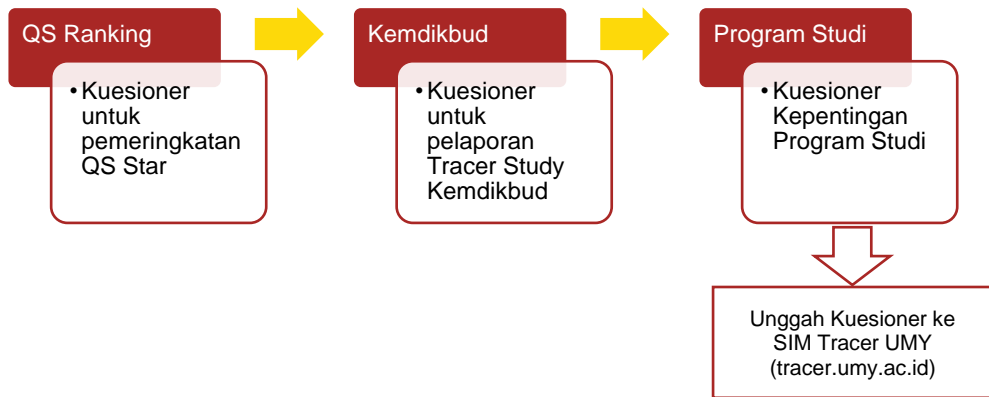 QS Ranking
• Kuesioner
untuk
pemeringkatan
QS Star
Kemdikbud
• Kuesioner
untuk
pelaporan
Tracer Study
Kemdikbud
Program Studi
• Kuesioner
Kepentingan
Program Studi
Unggah Kuesioner ke
SIM Tracer UMY
(tracer.umy.ac.id)